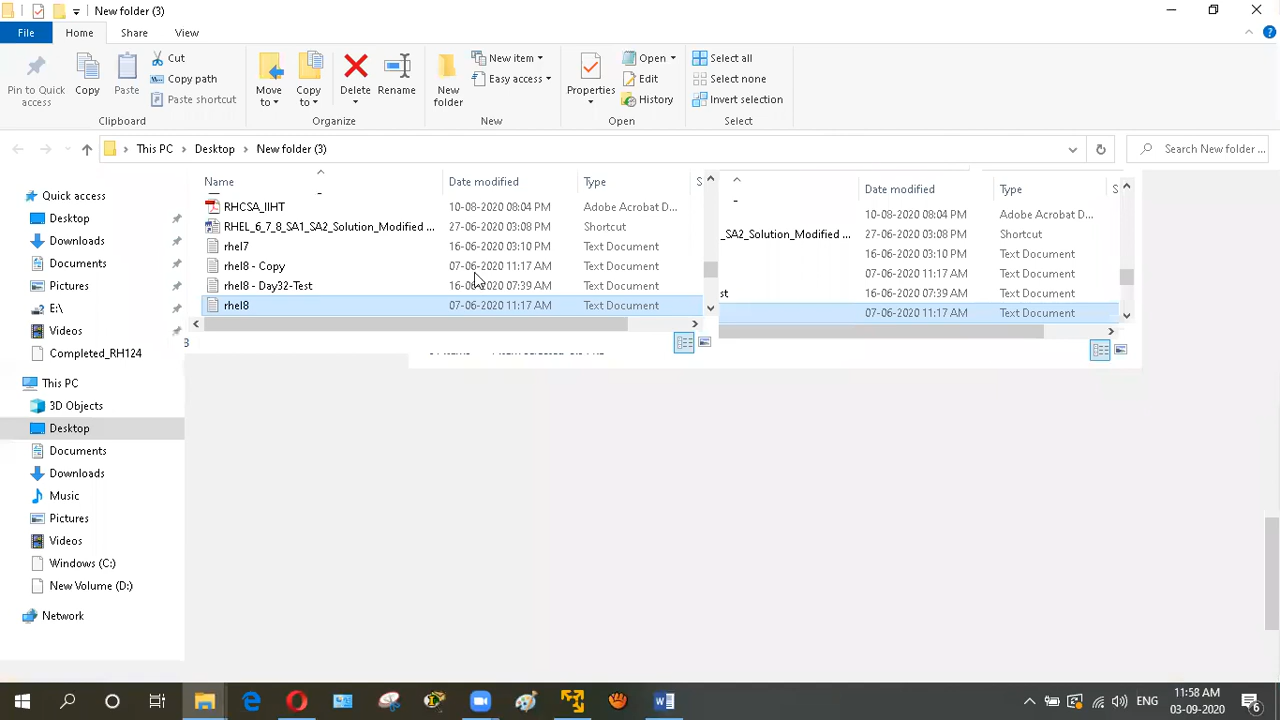 New folder (3)
File Home Share View
Pin to Quick access
Copy
Paste
Cut
Copy path
Paste shortcut
Clipboard
Move to
Copy to
Delete
Rename
Organize
New folder
New item
Easy access
New
Properties
Open
Edit
History
Open
Select all
Select none
Invert selection
Select
This PC Desktop New folder (3)
Search New folder ...
Quick access
Desktop
Downloads
Documents
Pictures
E:\
Videos
Completed_RH124
This PC
3D Objects
Desktop
Documents
Downloads
Music
Pictures
Videos
Windows (C:)
New Volume (D:)
Network
Name Date modified Type S
RHCSA_IIHT 10-08-2020 08:04 PM Adobe Acrobat D...
RHEL_6_7_8_SA1_SA2_Solution_Modified ... 27-06-2020 03:08 PM Shortcut
rhel7 16-06-2020 03:10 PM Text Document
rhel8 - Copy 07-06-2020 11:17 AM Text Document
rhel8 - Day32-Test 16-06-2020 07:39 AM Text Document
rhel8 07-06-2020 11:17 AM Text Document
Date modified Type S
10-08-2020 08:04 PM Adobe Acrobat D...
_SA2_Solution_Modified ... 27-06-2020 03:08 PM Shortcut
16-06-2020 03:10 PM Text Document
07-06-2020 11:17 AM Text Document
st 16-06-2020 07:39 AM Text Document
07-06-2020 11:17 AM Text Document
ENG
11:58 AM
03-09-2020
6